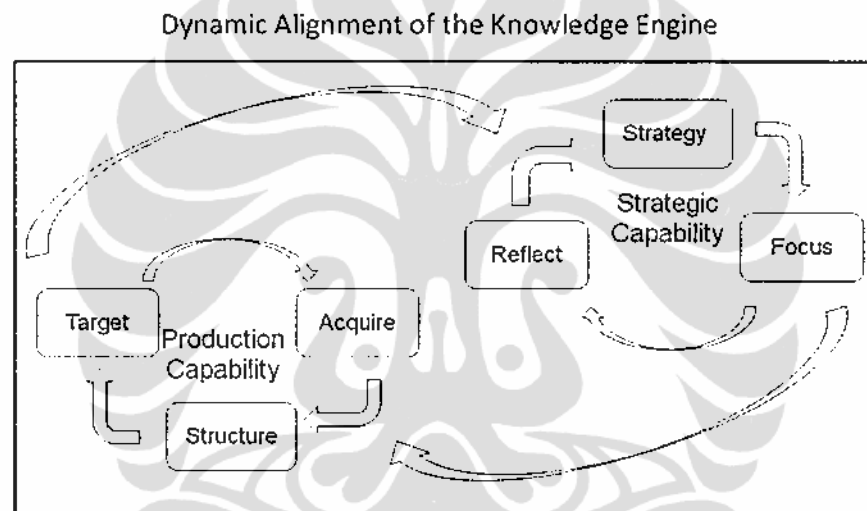 Dynamic Alignment of the Knowledge Engine
Strategy
Strategic
Capability
Reflect
Focus
Target
Acquire
Production
Capability
Structure